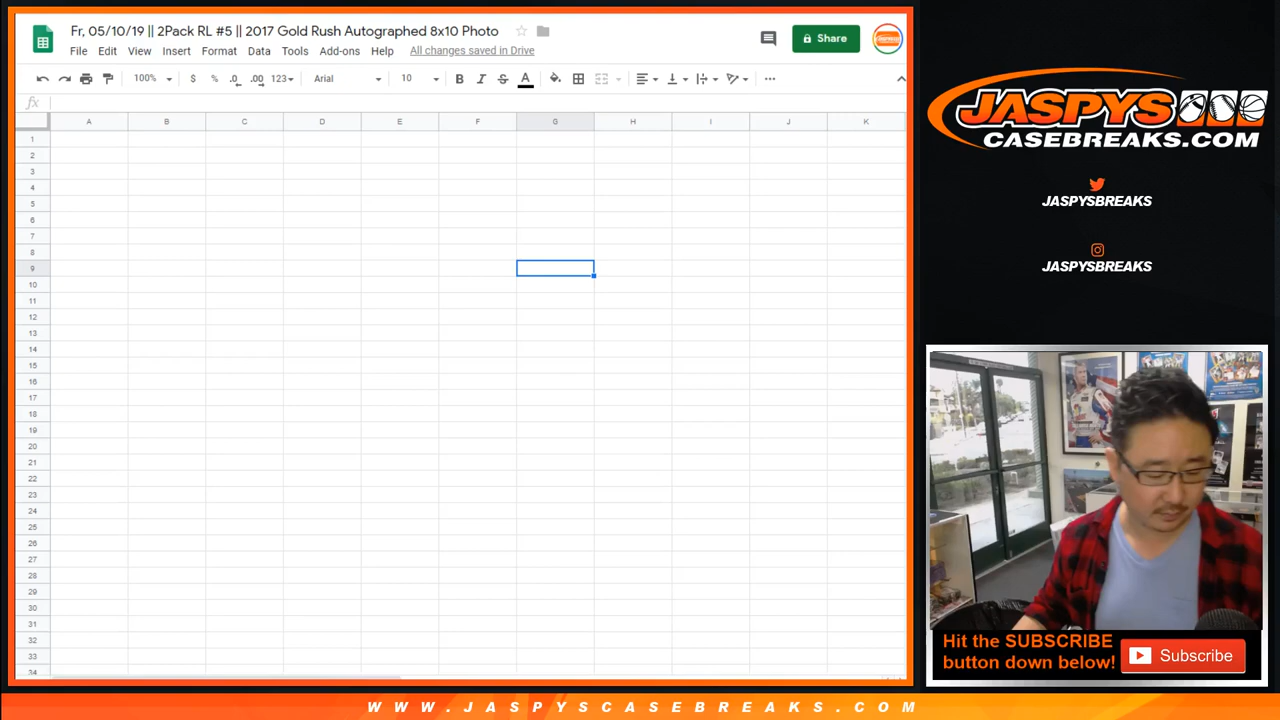 Fr, 05/10/19 || 2Pack RL #5 || 2017 Gold Rush Autographed 8x10 Photo
File Edit View Insert Format Data Tools Add-ons Help All changes saved in Drive
Share
100% $ % .0 .00 123 Arial 10 B I S A
fx
A B C D E F G H I J K
1
2
3
4
5
6
7
8
9
10
11
12
13
14
15
16
17
18
19
20
21
22
23
24
25
26
27
28
29
30
31
32
33
34
JASPYS
CASEBREAKS.COM
JASPYSBREAKS
JASPYSBREAKS
Hit the SUBSCRIBE
button down below!
Subscribe
WWW.JASPYSCASEBREAKS.COM